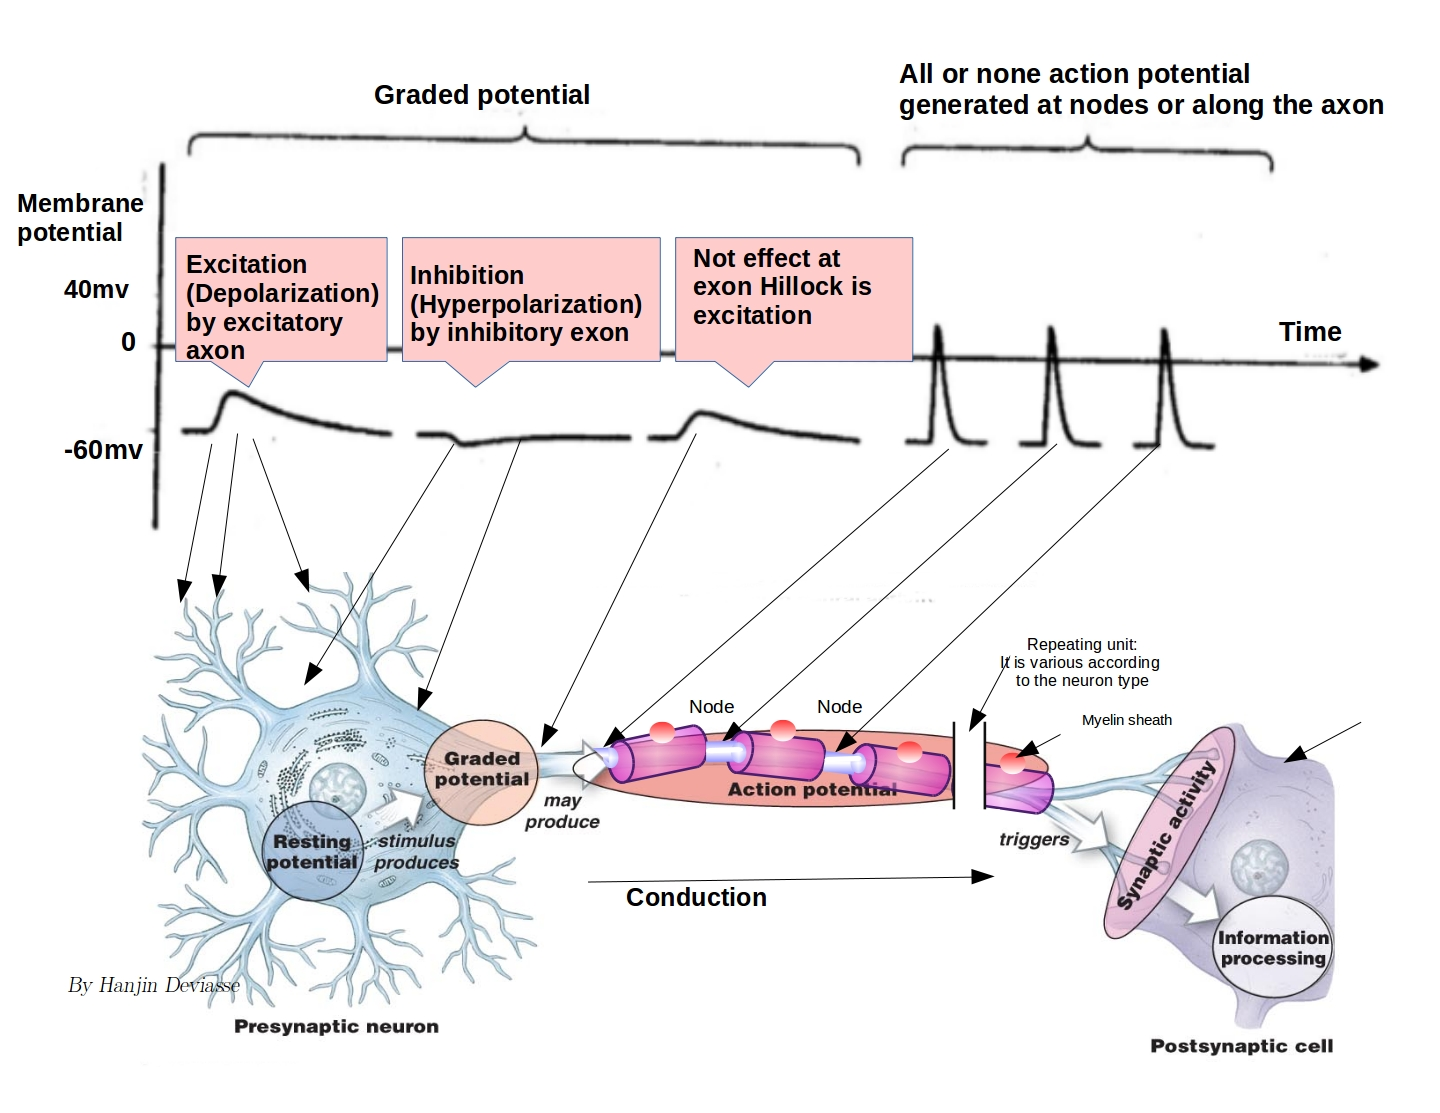 Graded potential
All or none action potential
generated at nodes or along the axon
Membrane
potential
40mv
0
-60mv
Excitation
(Depolarization)
by excitatory
axon
Inhibition
(Hyperpolarization)
by inhibitory exon
Not effect at
exon Hillock is
excitation
Time
Repeating unit:
It is various according
to the neuron type
Node
Node
Myelin sheath
Graded
potential
may
produce
Action potential
Resting
potential
stimulus
produces
triggers
Synaptic activity
Conduction
Information
processing
By Hanjin Deviasse
Presynaptic neuron
Postsynaptic cell